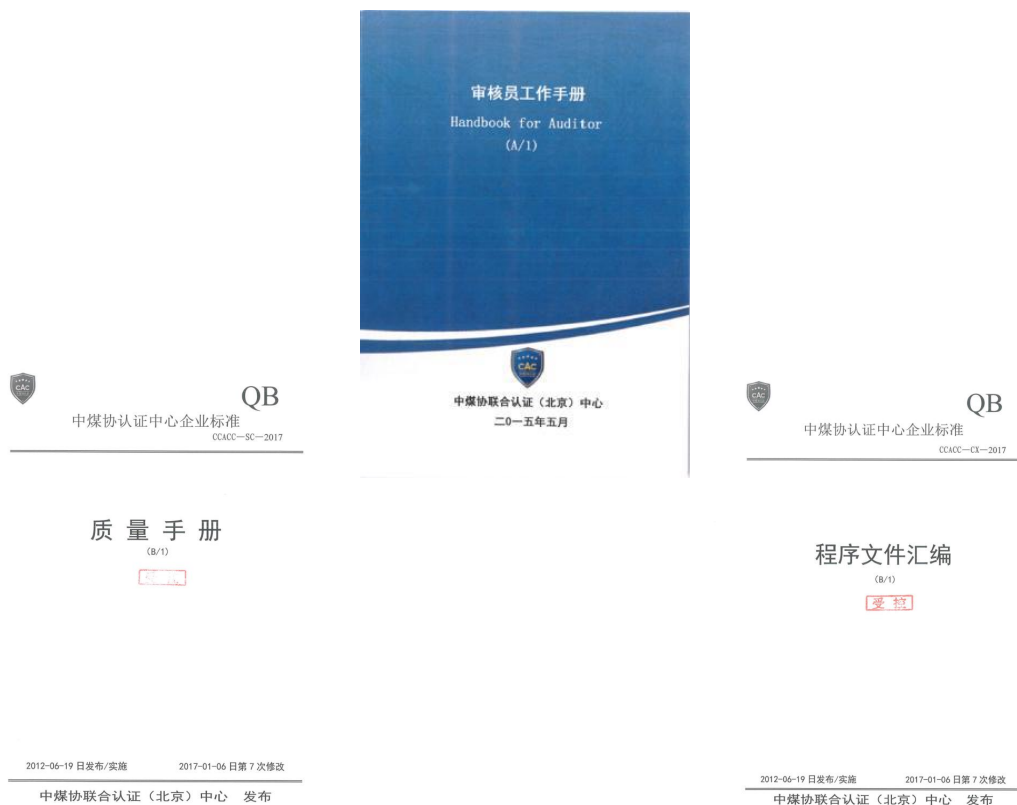 CAC
QB
中煤协认证中心企业标准
CCACC—SC—2017
质量手册
(B/1)
2012-06-19 日发布/实施 2017-01-06 日第 7 次修改
中煤协联合认证（北京）中心 发布
审核员工作手册
Handbook for Auditor
(A/1)
CAC
中煤协联合认证（北京）中心
二0一五年五月
CAC
QB
中煤协认证中心企业标准
CCACC—CX—2017
程序文件汇编
(B/1)
受控
2012-06-19 日发布/实施 2017-01-06 日第 7 次修改
中煤协联合认证（北京）中心 发布